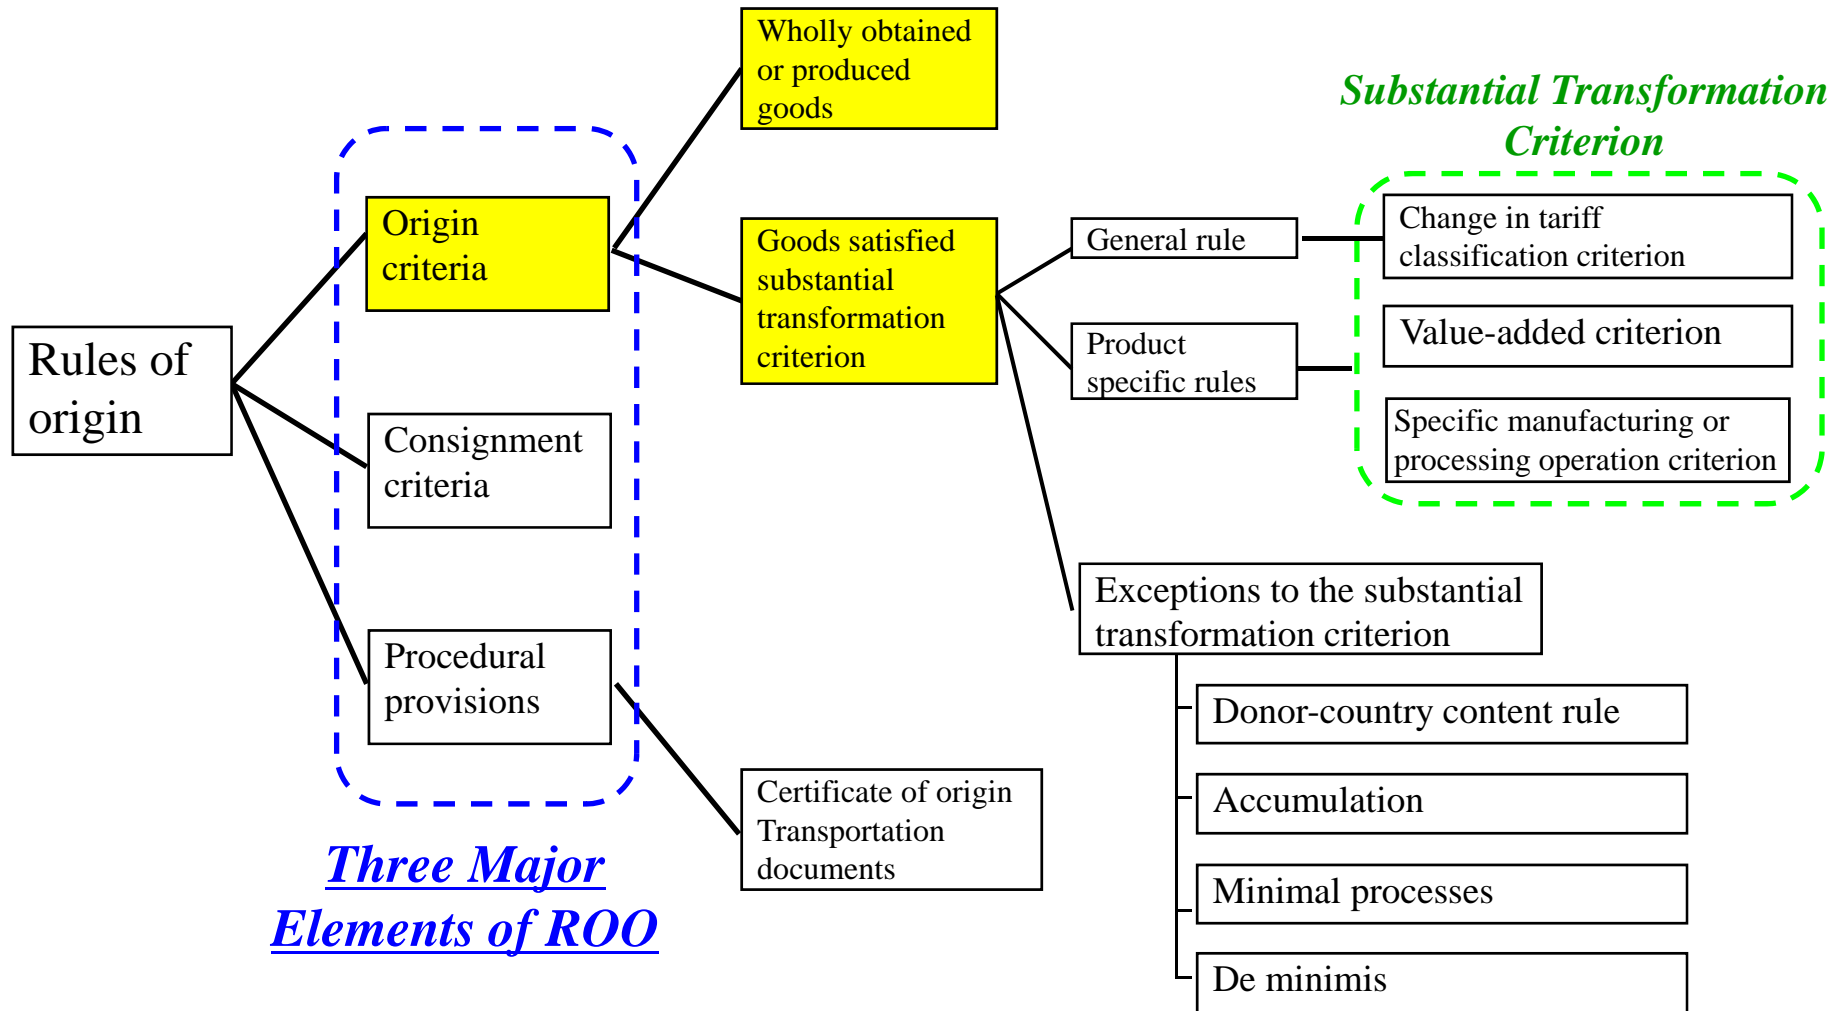 Rules of
origin
Origin
criteria
Consignment
criteria
Procedural
provisions
Three Major
Elements of ROO
Wholly obtained
or produced
goods
Goods satisfied
substantial
transformation
criterion
Certificate of origin
Transportation
documents
General rule
Product
specific rules
Substantial Transformation
Criterion
Change in tariff
classification criterion
Value-added criterion
Specific manufacturing or
processing operation criterion
Exceptions to the substantial
transformation criterion
Donor-country content rule
Accumulation
Minimal processes
De minimis